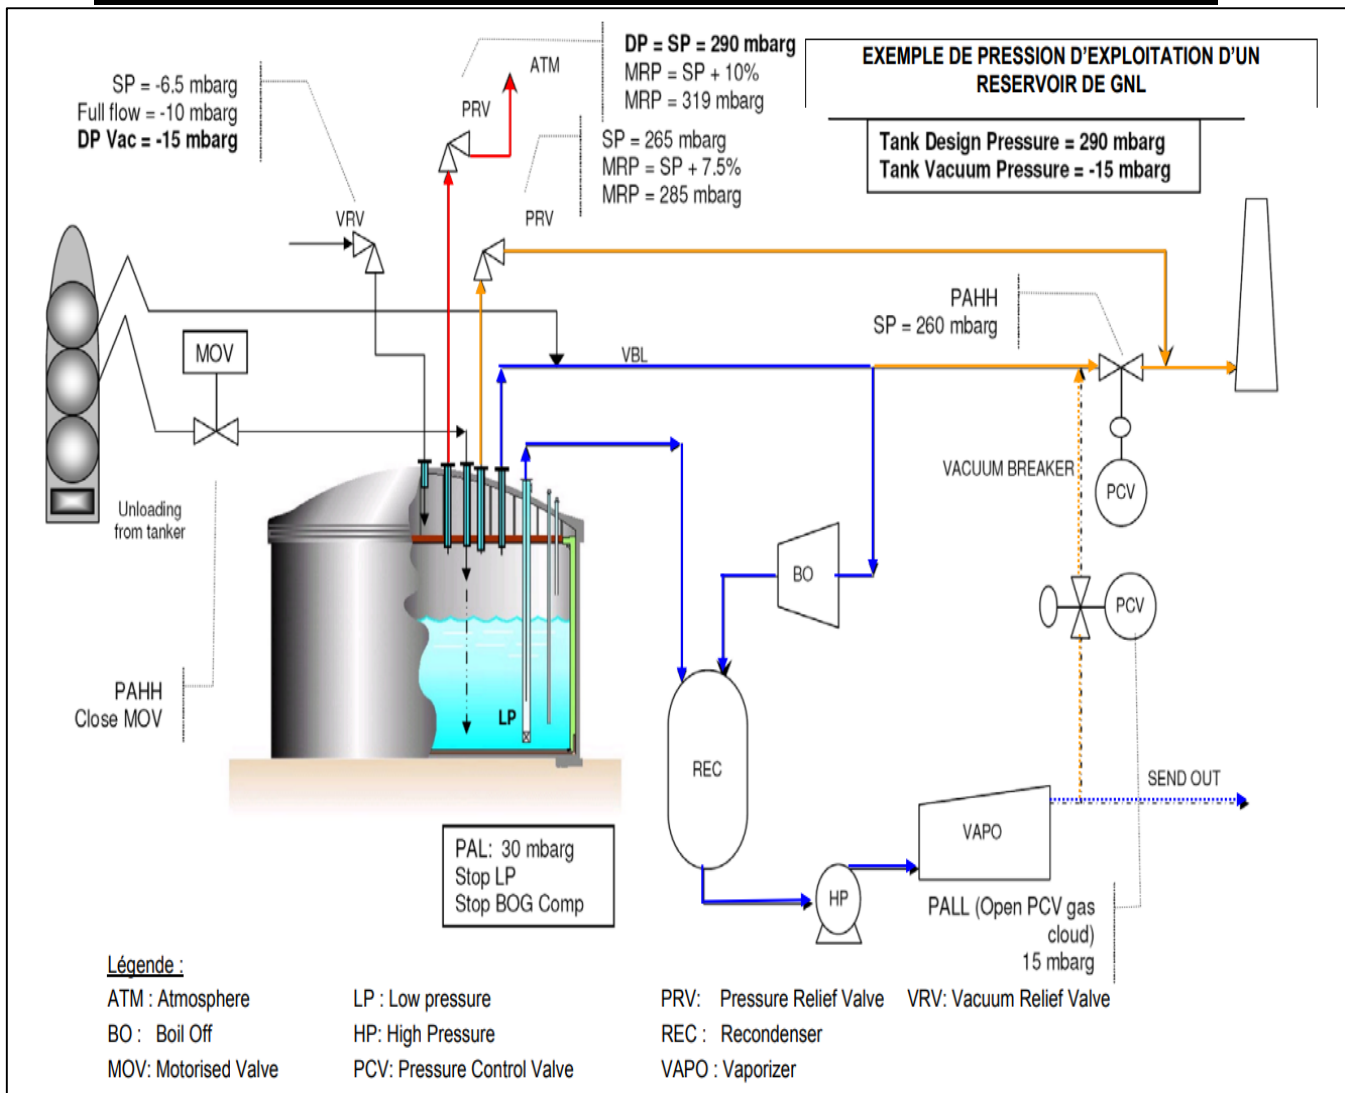 EXEMPLE DE PRESSION D'EXPLOITATION D'UN
RESERVOIR DE GNL
Tank Design Pressure = 290 mbarg
Tank Vacuum Pressure = -15 mbarg
SP = -6.5 mbarg
Full flow = -10 mbarg
DP Vac = -15 mbarg
DP = SP = 290 mbarg
MRP = SP + 10%
MRP = 319 mbarg
ATM
PRV
SP = 265 mbarg
MRP = SP + 7.5%
MRP = 285 mbarg
PRV
VRV
PAHH
SP = 260 mbarg
MOV
VBL
VACUUM BREAKER
PCV
Unloading
from tanker
BO
PCV
PAHH
Close MOV
LP
REC
SEND OUT
VAPO
HP
PAL: 30 mbarg
Stop LP
Stop BOG Comp
PALL (Open PCV gas
cloud)
15 mbarg
Légende :
ATM : Atmosphere
LP : Low pressure
PRV: Pressure Relief Valve
VRV: Vacuum Relief Valve
BO : Boil Off
HP: High Pressure
REC : Recondenser
MOV: Motorised Valve
PCV: Pressure Control Valve
VAPO : Vaporizer